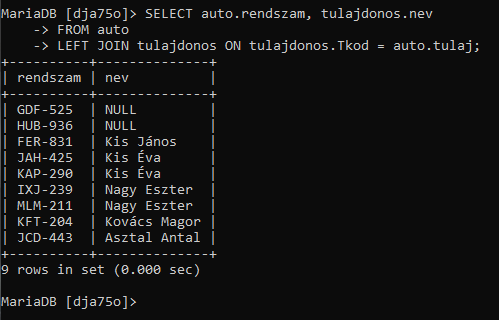 MariaDB [dja75o]> SELECT auto.rendszam, tulajdonos.nev
    -> FROM auto
    -> LEFT JOIN tulajdonos ON tulajdonos.Tkod = auto.tulaj;
+----------+--------------+
| rendszam | nev          |
+----------+--------------+
| GDF-525  | NULL         |
| HUB-936  | NULL         |
| FER-831  | Kis János    |
| JAH-425  | Kis Éva      |
| KAP-290  | Kis Éva      |
| IXJ-239  | Nagy Eszter  |
| MLM-211  | Nagy Eszter  |
| KFT-204  | Kovács Magor |
| JCD-443  | Asztal Antal |
+----------+--------------+
9 rows in set (0.000 sec)

MariaDB [dja75o]>